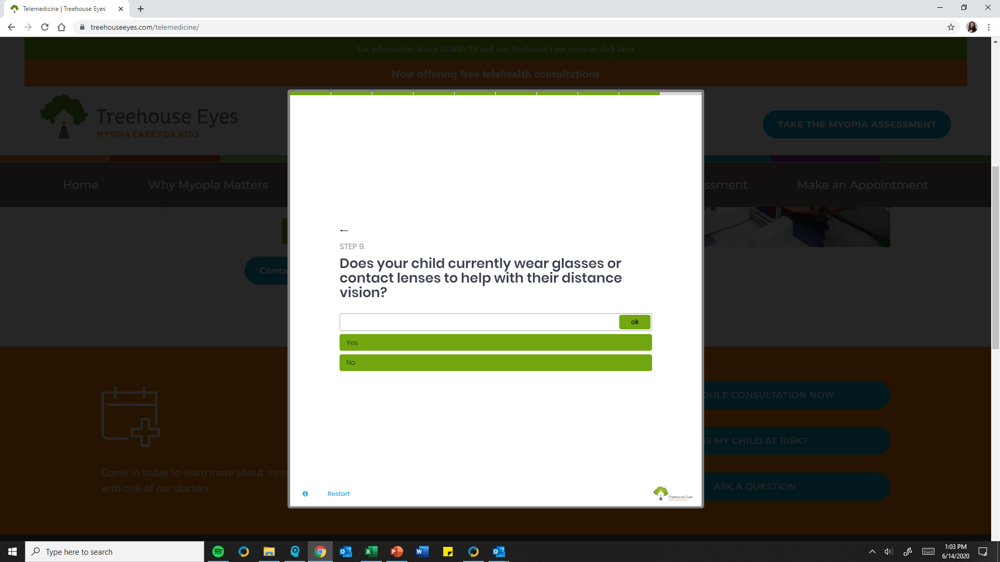 Telemedicine | Treehouse Eyes
treehouseeyes.com/telemedicine/
For information about COVID-19 and our Treehouse Eyes services click here
Now offering free telehealth consultations
Treehouse Eyes
MYOPIA CARE FOR KIDS
TAKE THE MYOPIA ASSESSMENT
Home
Why Myopia Matters
ssment
Make an Appointment
Conta
←
STEP 9.
Does your child currently wear glasses or
contact lenses to help with their distance
vision?
ok
Yes
No
DULE CONSULTATION NOW
IS MY CHILD AT RISK?
ASK A QUESTION
Come in today to learn more about myo
with one of our doctors.
Restart
Treehouse Eyes
MYOPIA CARE FOR KIDS
Type here to search
1:03 PM
6/14/2020